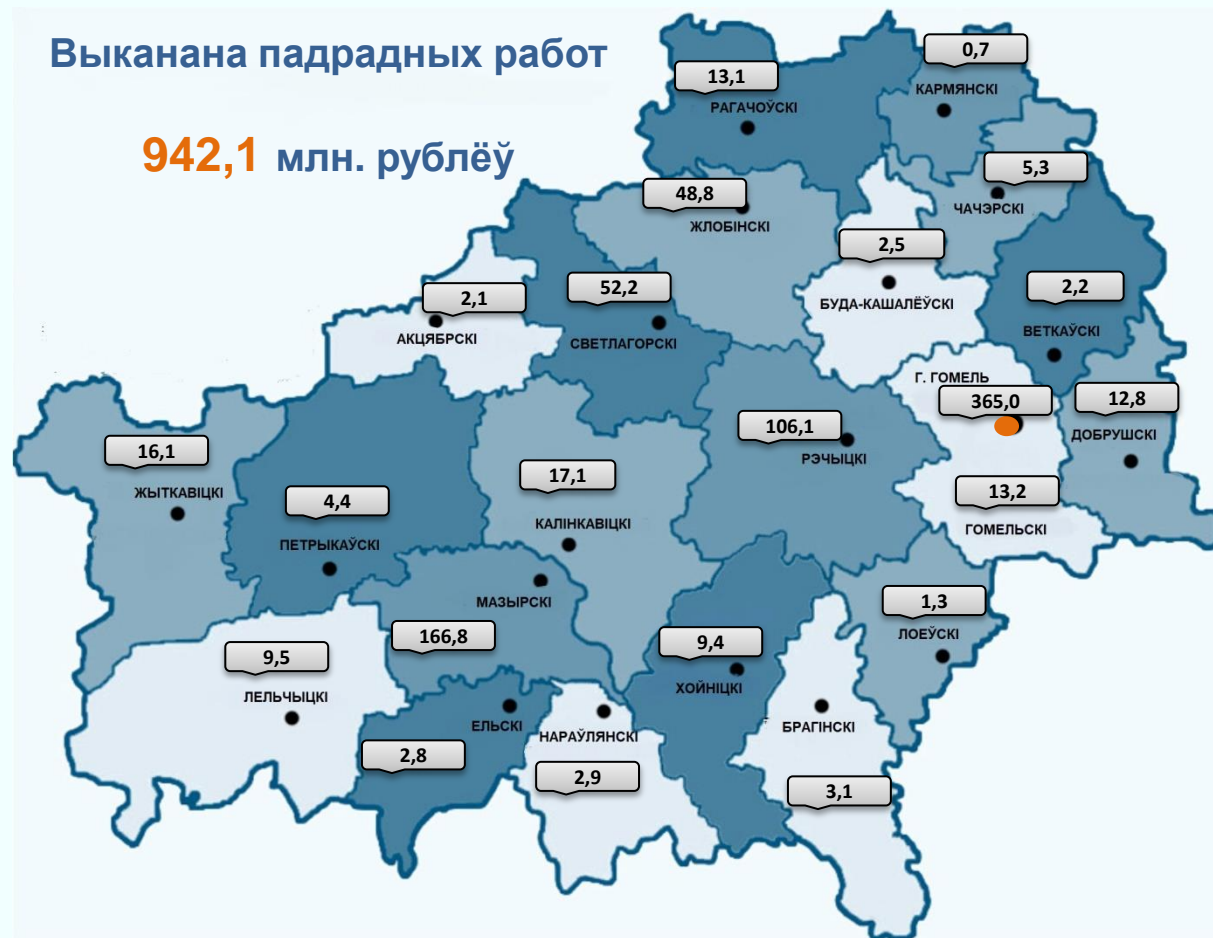 Выканана падрадных работ
942,1 млн. рублёў
0,7
КАРМЯНСКІ
13,1
РАГАЧОЎСКІ
5,3
ЧАЧЭРСКІ
48,8
ЖЛОБІНСКІ
2,5
БУДА-КАШАЛЁЎСКІ
2,2
ВЕТКАЎСКІ
2,1
АКЦЯБРСКІ
52,2
СВЕТЛАГОРСКІ
Г. ГОМЕЛЬ
365,0
12,8
ДОБРУШСКІ
106,1
РЭЧЫЦКІ
16,1
ЖЫТКАВІЦКІ
4,4
ПЕТРЫКАЎСКІ
17,1
КАЛІНКАВІЦКІ
13,2
ГОМЕЛЬСКІ
МАЗЫРСКІ
166,8
1,3
ЛОЕЎСКІ
9,5
ЛЕЛЬЧЫЦКІ
9,4
ХОЙНІЦКІ
ЕЛЬСКІ
2,8
НАРАЎЛЯНСКІ
2,9
БРАГІНСКІ
3,1